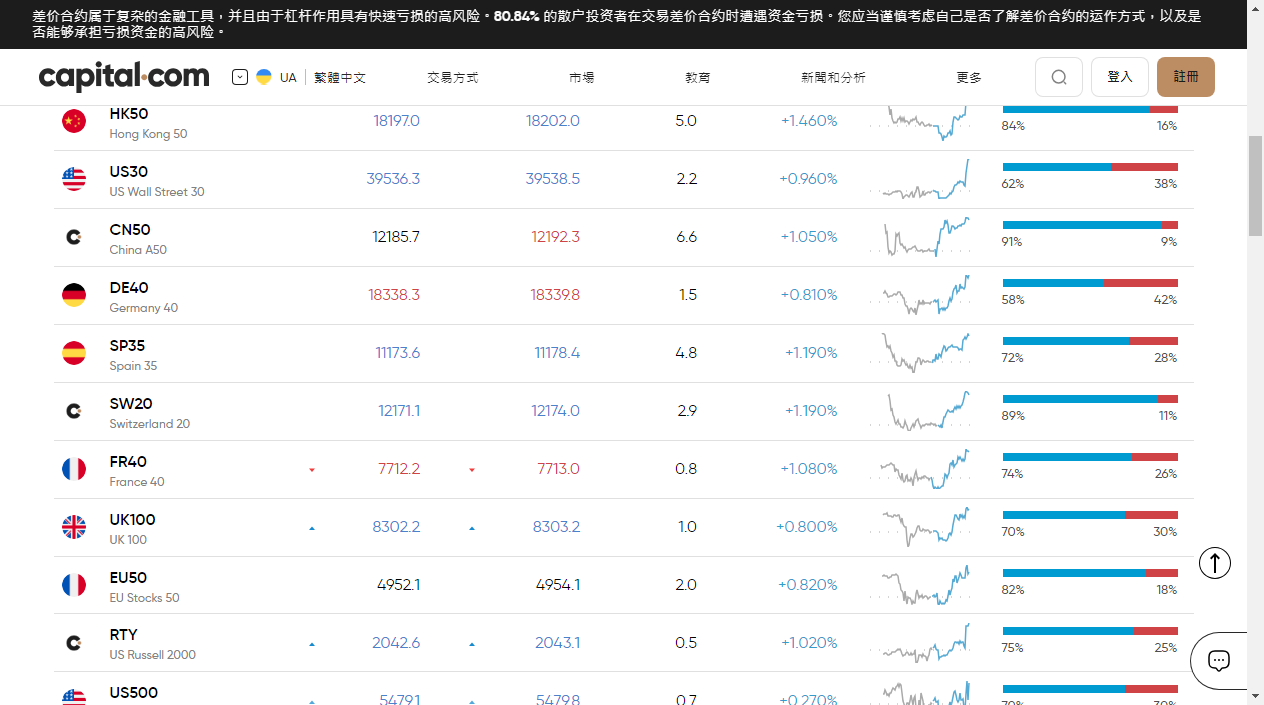 差价合约属于复杂的金融工具，并且由于杠杆作用具有快速亏损的高风险。80.84% 的散户投资者在交易差价合约时遭遇资金亏损。您应当谨慎考虑自己是否了解差价合约的运作方式，以及是
否能够承担亏损资金的高风险。
capital.com UA 繁體中文 交易方式 市場 教育 新聞和分析 更多 登入 註冊
HK50 18197.0 18202.0 5.0 +1.460%
Hong Kong 50 84% 16%
US30 39536.3 39538.5 2.2 +0.960%
US Wall Street 30 62% 38%
CN50 12185.7 12192.3 6.6 +1.050%
China A50 91% 9%
DE40 18338.3 18339.8 1.5 +0.810%
Germany 40 58% 42%
SP35 11173.6 11178.4 4.8 +1.190%
Spain 35 72% 28%
SW20 12171.1 12174.0 2.9 +1.190%
Switzerland 20 89% 11%
FR40 7712.2 7713.0 0.8 +1.080%
France 40 74% 26%
UK100 8302.2 8303.2 1.0 +0.800%
UK 100 70% 30%
EU50 4952.1 4954.1 2.0 +0.820%
EU Stocks 50 82% 18%
RTY 2042.6 2043.1 0.5 +1.020%
US Russell 2000 75% 25%
US500 5479.1 5479.8 0.7 +0.270%
70% 30%